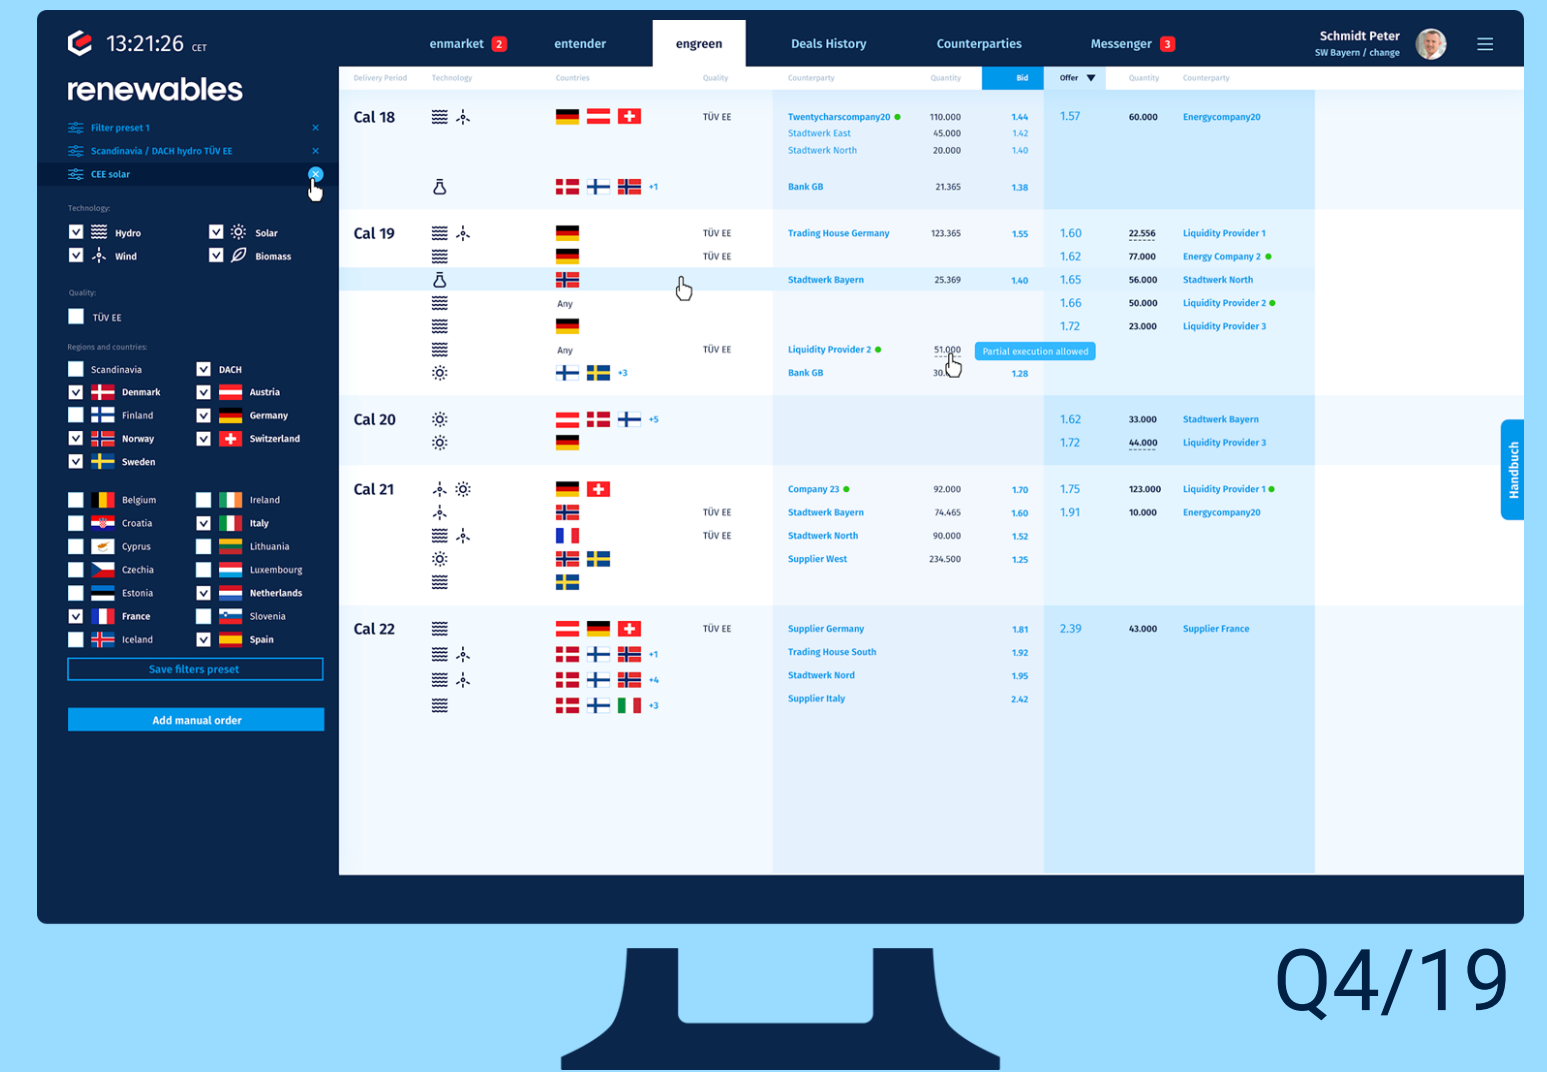 13:21:26 CET
enmarket 2
entender
engreen
Deals History
Counterparties
Messenger 3
Schmidt Peter
SW Bayern / change
renewables
Filter preset 1
Scandinavia / DACH hydro TÜV EE
CEE solar
Technology:
Hydro Solar
Wind Biomass
Quality:
TÜV EE
Regions and countries:
Scandinavia DACH
Denmark Austria
Finland Germany
Norway Switzerland
Sweden
Belgium Ireland
Croatia Italy
Cyprus Lithuania
Czechia Luxembourg
Estonia Netherlands
France Slovenia
Iceland Spain
Save filters preset
Add manual order
Delivery Period Technology Countries Quality Counterparty Quantity Bid Offer Quantity Counterparty
Cal 18 TÜV EE Twentycharscompany20 110.000 1.44 1.57 60.000 Energycompany20
Stadtwerk East 45.000 1.42
Stadtwerk North 20.000 1.40
+1 Bank GB 21.365 1.38
Cal 19 TÜV EE Trading House Germany 123.365 1.55 1.60 22.556 Liquidity Provider 1
TÜV EE 1.62 77.000 Energy Company 2
Stadtwerk Bayern 25.369 1.40 1.65 56.000 Stadtwerk North
Any 1.66 50.000 Liquidity Provider 2
1.72 23.000 Liquidity Provider 3
Any TÜV EE Liquidity Provider 2 51.000 Partial execution allowed
+3 Bank GB 1.28
Cal 20 +5 1.62 33.000 Stadtwerk Bayern
1.72 44.000 Liquidity Provider 3
Cal 21 Company 23 92.000 1.70 1.75 123.000 Liquidity Provider 1
TÜV EE Stadtwerk Bayern 74.465 1.60 1.91 10.000 Energycompany20
TÜV EE Stadtwerk North 90.000 1.52
Supplier West 234.500 1.25
Cal 22 TÜV EE Supplier Germany 1.81 2.39 43.000 Supplier France
+1 Trading House South 1.92
+4 Stadtwerk Nord 1.95
+3 Supplier Italy 2.42
Handbuch
Q4/19